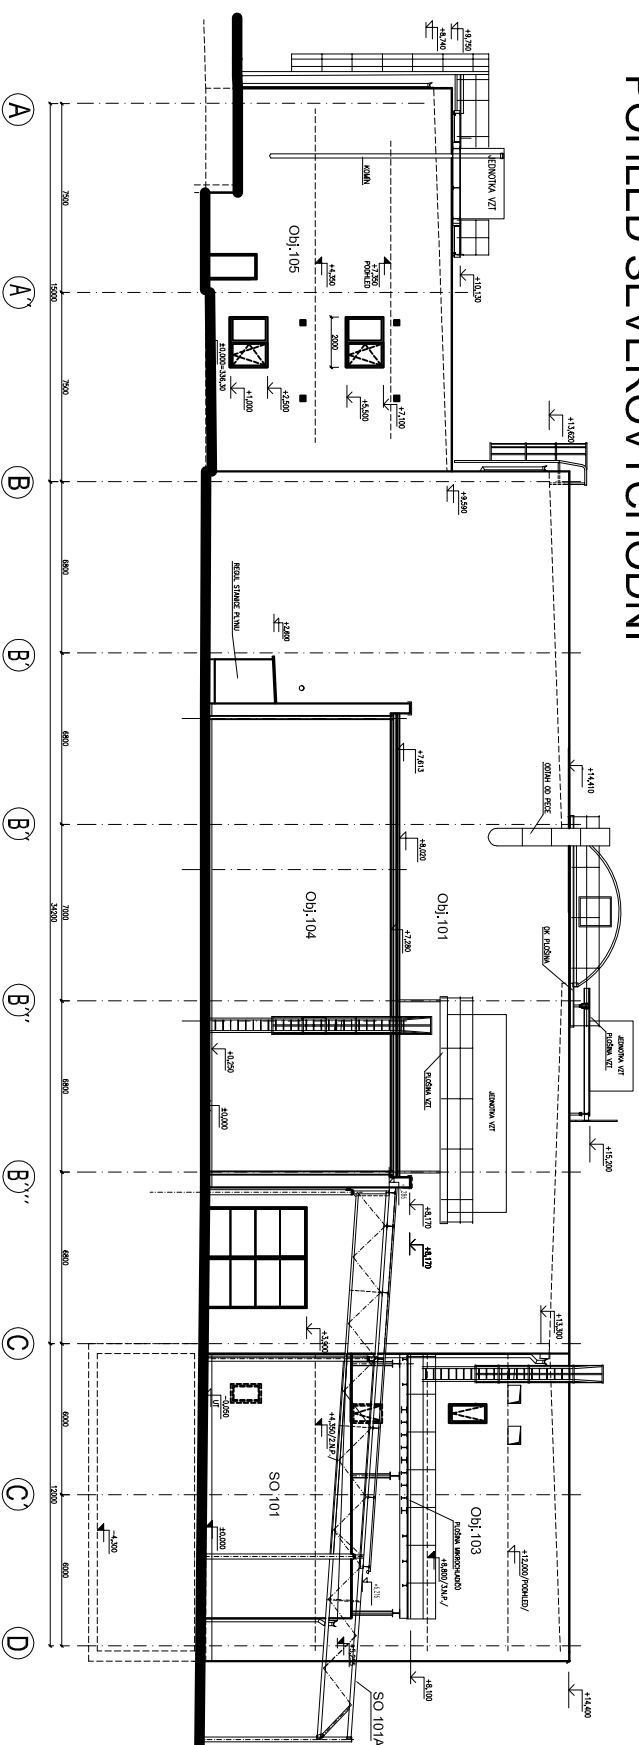 POHLED SEVEROVÝCHODNÍ
+9,750
+8,740
JEDNOTKA VZT
+10,130
KOMÍN
Obj.105
+4,350
+7,350
PODHLED
2000
+7,100
+5,500
+2,500
+1,000
±0,000=336,30
+13,620
+9,590
REGUL STANICE PLYNU
+2,600
+7,613
+14,410
ODTAH OD PECE
+8,020
Obj.101
Obj.104
+7,280
OK PLOŠINA
JEDNOTKA VZT
PLOŠINA VZT
+15,200
JEDNOTKA VZT
PLOŠINA VZT
+0,250
±0,000
+8,170
+8,170
+3,900
+13,300
-0,050
UT
+4,350/2.N.P./
SO 101
Obj.103
PLOŠINA MIKROCHLADIČŮ
+8,800/3.N.P./
+12,000/PODHLED/
±0,000
-4,300
+8,100
+14,400
SO 101A
A
7500
15000
A'
7500
B
6800
B'
6800
B''
7000
34200
B'''
6800
B''''
6800
C
6000
12000
C'
6000
D